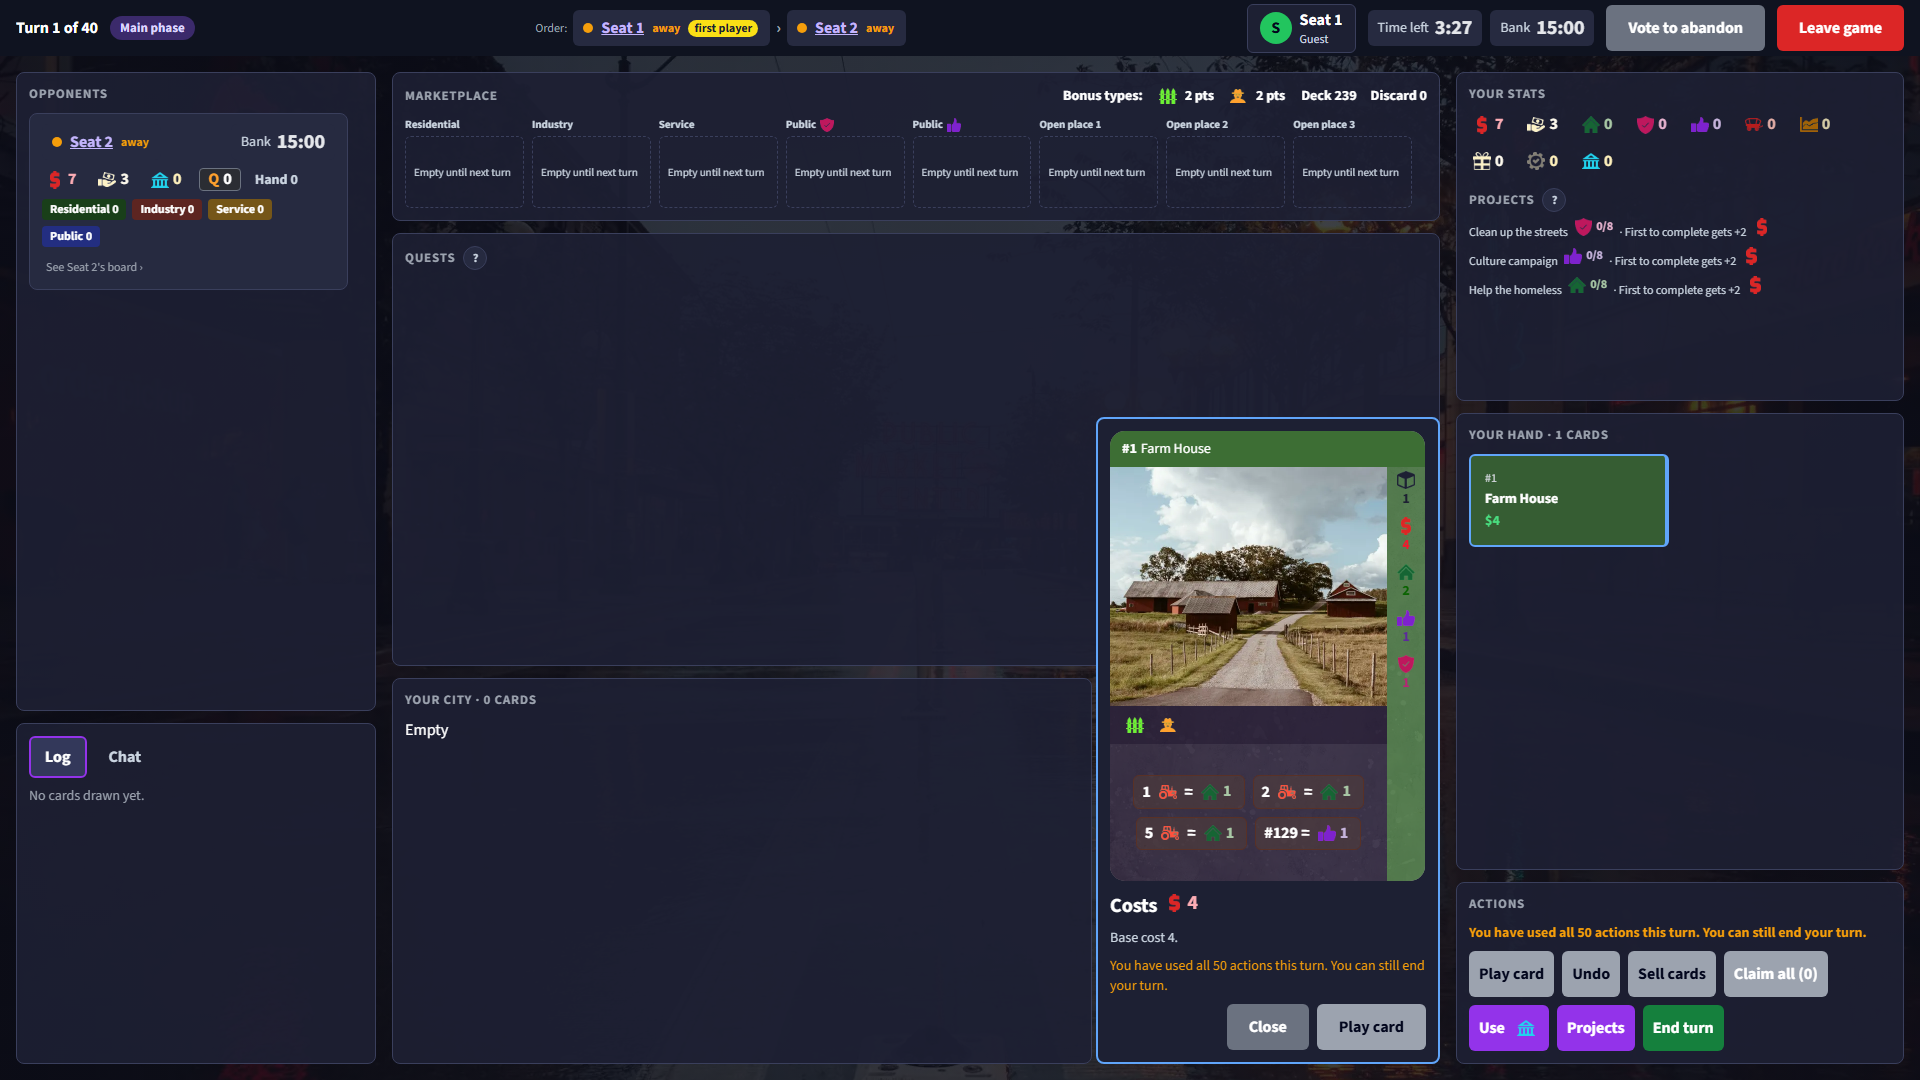 Turn 1 of 40 Main phase
Order: Seat 1 away first player › Seat 2 away
S Seat 1 Guest
Time left 3:27
Bank 15:00
Vote to abandon
Leave game
OPPONENTS
Seat 2 away Bank 15:00
7 3 0 Q 0 Hand 0
Residential 0 Industry 0 Service 0
Public 0
See Seat 2's board ›
Log Chat
No cards drawn yet.
MARKETPLACE
Bonus types: 2 pts 2 pts Deck 239 Discard 0
Residential Industry Service Public Public Open place 1 Open place 2 Open place 3
Empty until next turn Empty until next turn Empty until next turn Empty until next turn Empty until next turn Empty until next turn Empty until next turn Empty until next turn
QUESTS ?
YOUR CITY · 0 CARDS
Empty
#1 Farm House
1
4
2
1
1
1 = 1 2 = 1
5 = 1 #129 = 1
Costs $ 4
Base cost 4.
You have used all 50 actions this turn. You can still end
your turn.
Close Play card
YOUR STATS
$ 7 3 0 0 0 0 0
0 0 0
PROJECTS ?
Clean up the streets 0/8 · First to complete gets +2 $
Culture campaign 0/8 · First to complete gets +2 $
Help the homeless 0/8 · First to complete gets +2 $
YOUR HAND · 1 CARDS
#1
Farm House
$4
ACTIONS
You have used all 50 actions this turn. You can still end your turn.
Play card Undo Sell cards Claim all (0)
Use Projects End turn